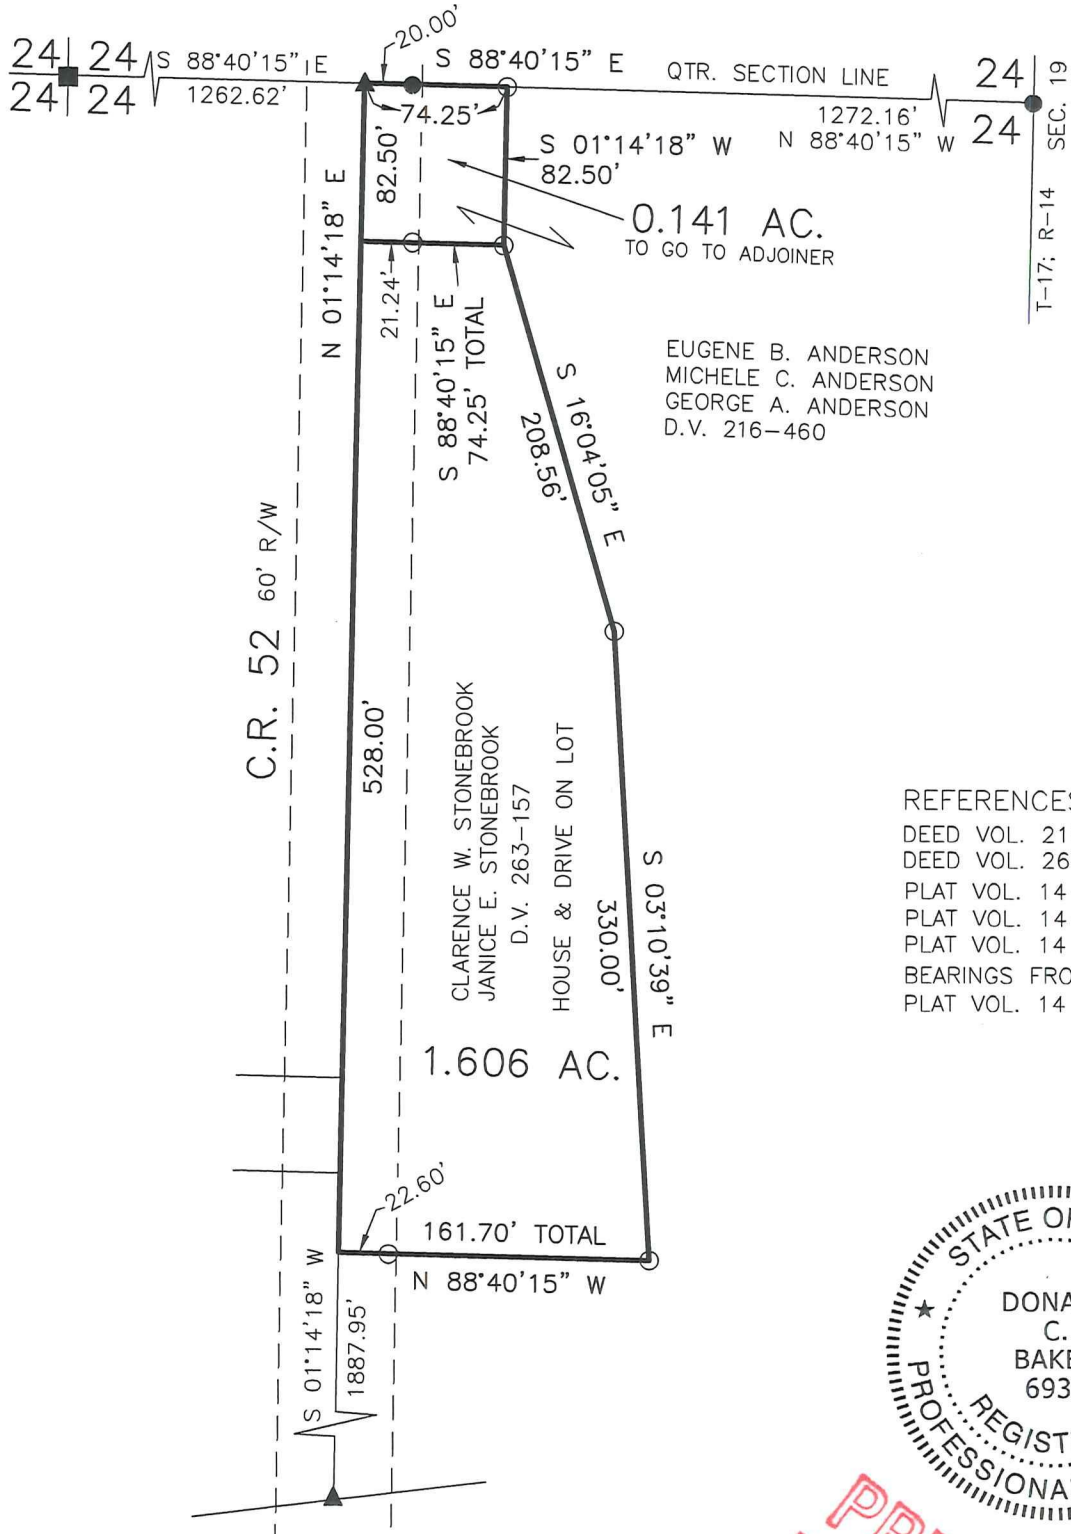 24 24
24 24
S 88°40'15" E
1262.62'
20.00'
S 88°40'15" E
QTR. SECTION LINE
1272.16'
N 88°40'15" W
24
24
SEC. 19
T-17; R-14
74.25'
82.50'
S 01°14'18" W
82.50'
0.141 AC.
TO GO TO ADJOINER
N 01°14'18" E
21.24'
S 88°40'15" E
74.25' TOTAL
EUGENE B. ANDERSON
MICHELE C. ANDERSON
GEORGE A. ANDERSON
D.V. 216-460
S 16°04'05" E
208.56'
C.R. 52 60' R/W
528.00'
CLARENCE W. STONEBROOK
JANICE E. STONEBROOK
D.V. 263-157
HOUSE & DRIVE ON LOT
S 03°10'39" E
330.00'
1.606 AC.
REFERENCES
DEED VOL. 21
DEED VOL. 26
PLAT VOL. 14
PLAT VOL. 14
PLAT VOL. 14
BEARINGS FRO
PLAT VOL. 14
22.60'
161.70' TOTAL
N 88°40'15" W
S 01°14'18" W
1887.95'
STATE OF
DONA
C.
BAKE
693
REGIST
PROFESSIONA